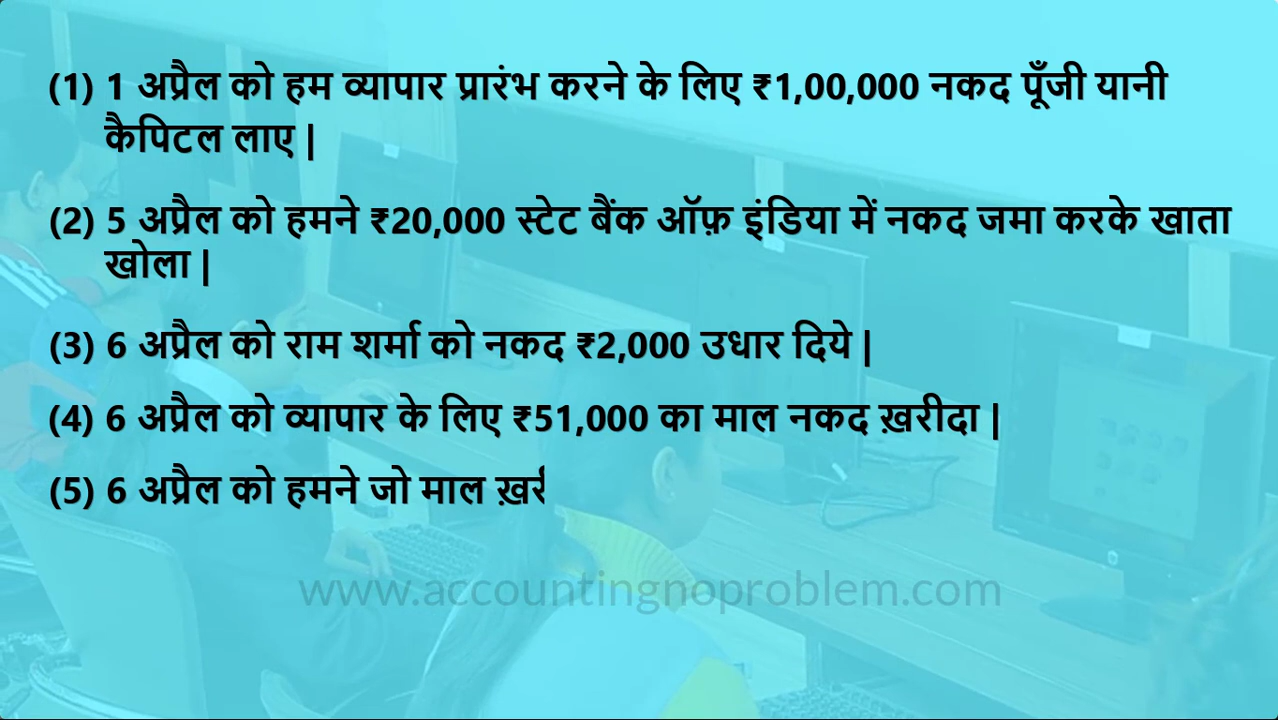 (1) 1 अप्रैल को हम व्यापार प्रारंभ करने के लिए ₹1,00,000 नकद पूँजी यानी
कैपिटल लाए |
(2) 5 अप्रैल को हमने ₹20,000 स्टेट बैंक ऑफ़ इंडिया में नकद जमा करके खाता
खोला |
(3) 6 अप्रैल को राम शर्मा को नकद ₹2,000 उधार दिये |
(4) 6 अप्रैल को व्यापार के लिए ₹51,000 का माल नकद ख़रीदा |
(5) 6 अप्रैल को हमने जो माल
www.accountingnoproblem.com